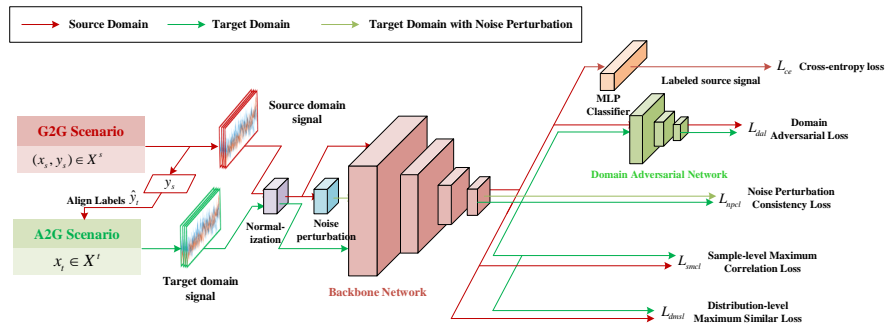 Source Domain
Target Domain
Target Domain with Noise Perturbation
G2G Scenario
(x_s, y_s) ∈ X^s
y_s
Align Labels ŷ_t
A2G Scenario
x_t ∈ X^t
Source domain
signal
Target domain
signal
Normal-
ization
Noise
perturbation
Backbone Network
MLP
Classifier
Labeled source signal
L_ce Cross-entropy loss
Domain Adversarial Network
L_dal Domain
Adversarial Loss
L_npcl Noise Perturbation
Consistency Loss
L_smcl Sample-level Maximum
Correlation Loss
L_dmsl Distribution-level
Maximum Similar Loss